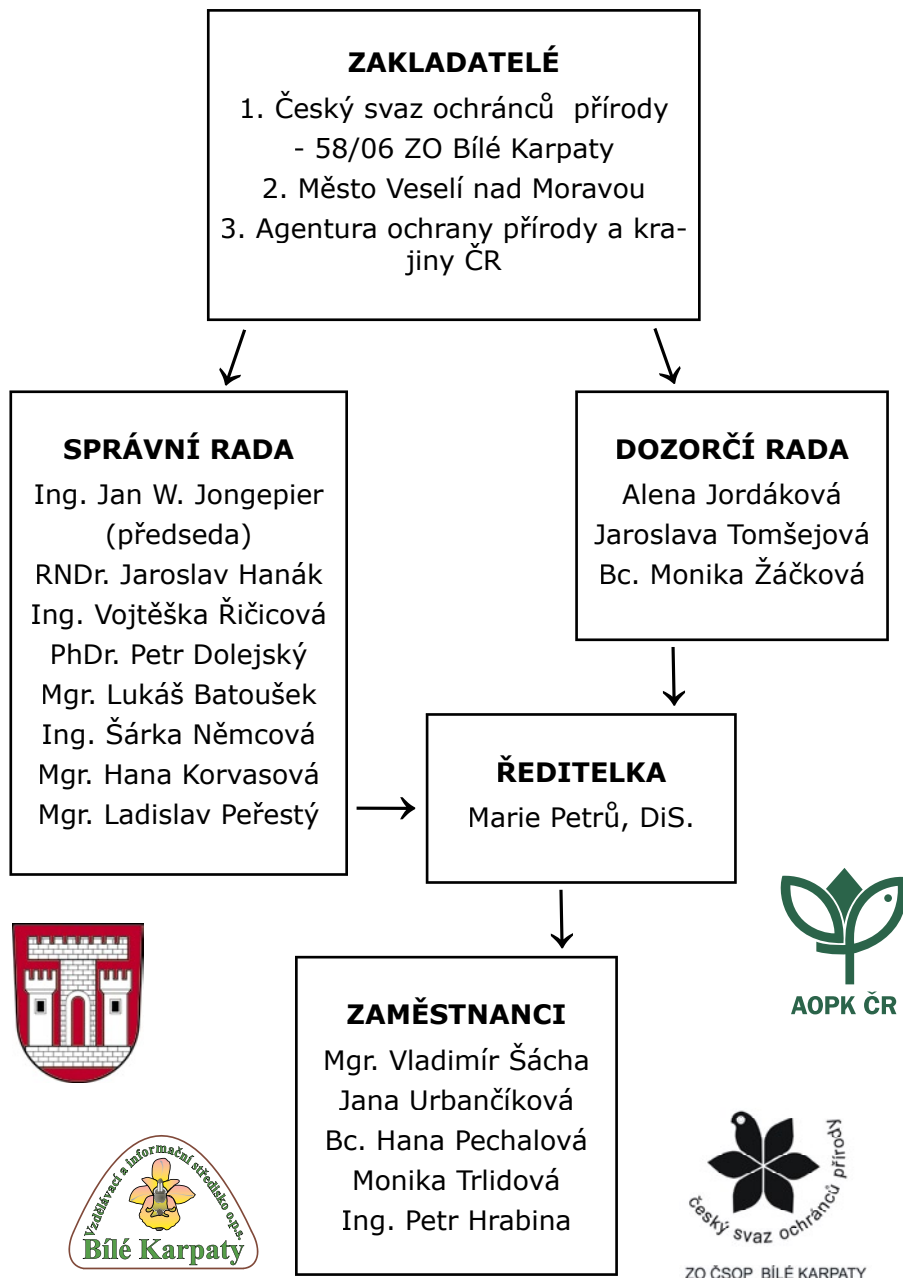 ZAKLADATELÉ
1. Český svaz ochránců přírody
- 58/06 ZO Bílé Karpaty
2. Město Veselí nad Moravou
3. Agentura ochrany přírody a kra-
jiny ČR
SPRÁVNÍ RADA
Ing. Jan W. Jongepier
(předseda)
RNDr. Jaroslav Hanák
Ing. Vojtěška Řičicová
PhDr. Petr Dolejský
Mgr. Lukáš Batoušek
Ing. Šárka Němcová
Mgr. Hana Korvasová
Mgr. Ladislav Peřestý
DOZORČÍ RADA
Alena Jordáková
Jaroslava Tomšejová
Bc. Monika Žáčková
ŘEDITELKA
Marie Petrů, DiS.
AOPK ČR
ZAMĚSTNANCI
Mgr. Vladimír Šácha
Jana Urbančíková
Bc. Hana Pechalová
Monika Trlidová
Ing. Petr Hrabina
Vzdělávací a informační středisko o.p.s.
Bílé Karpaty
český svaz ochránců přírody
ZO ČSOP BÍLÉ KARPATY